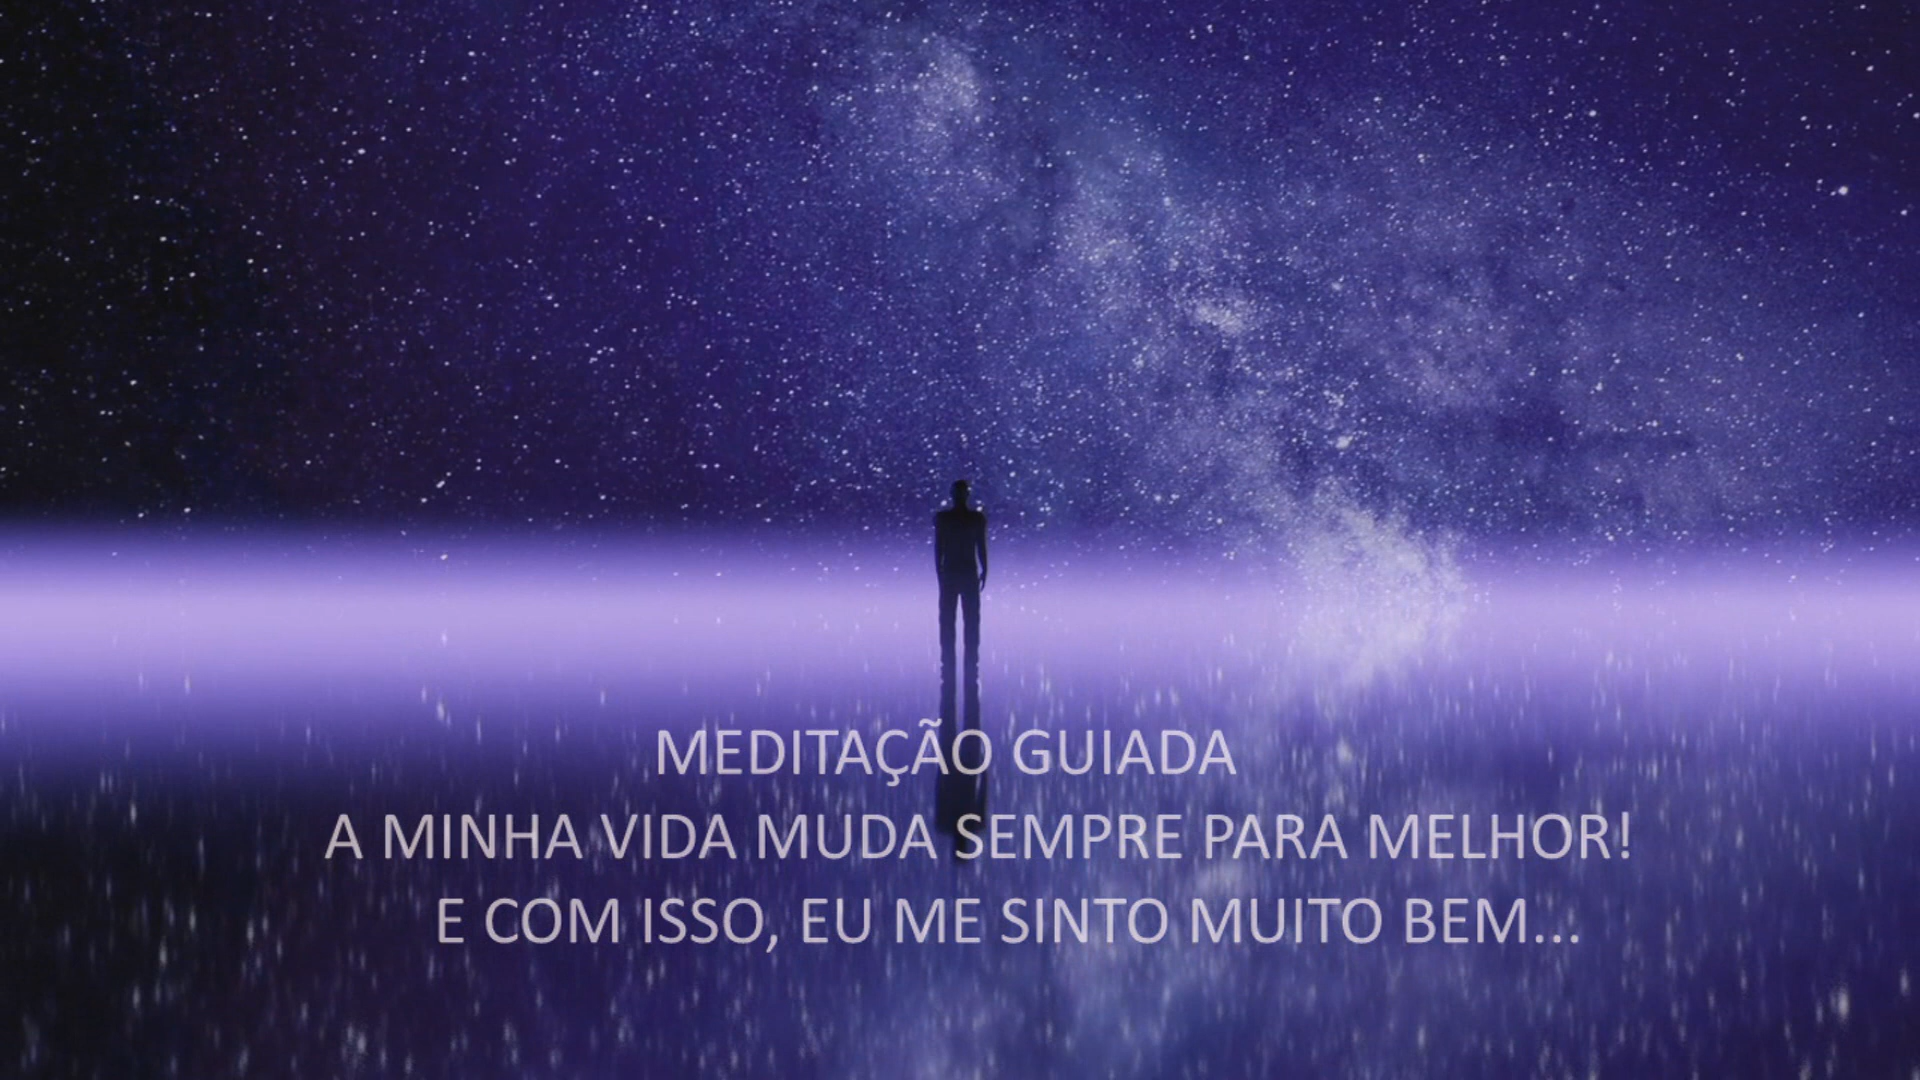 MEDITAÇÃO GUIADA
A MINHA VIDA MUDA SEMPRE PARA MELHOR!
E COM ISSO, EU ME SINTO MUITO BEM...